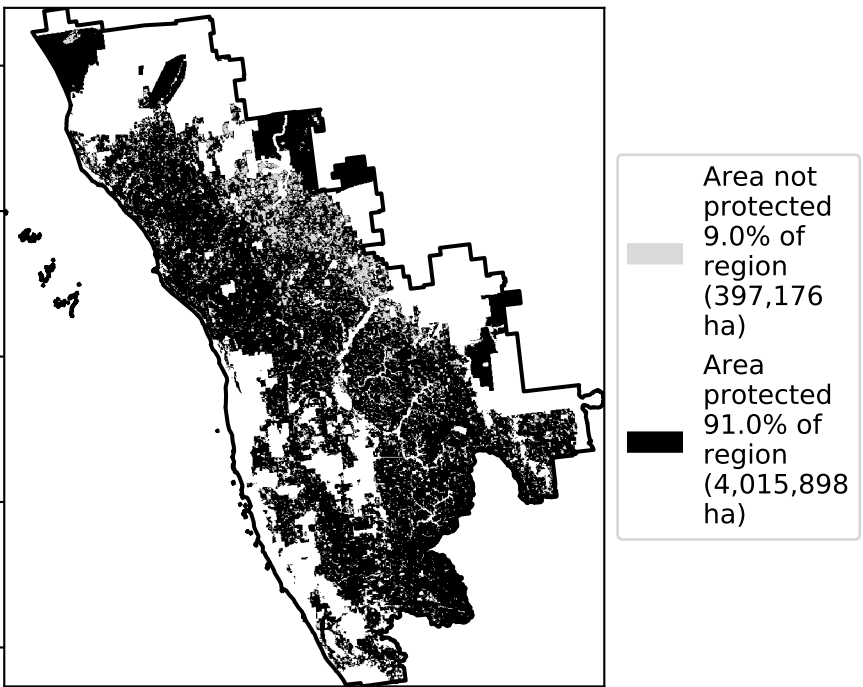 Area not
protected
9.0% of
region
(397,176
ha)
Area
protected
91.0% of
region
(4,015,898
ha)